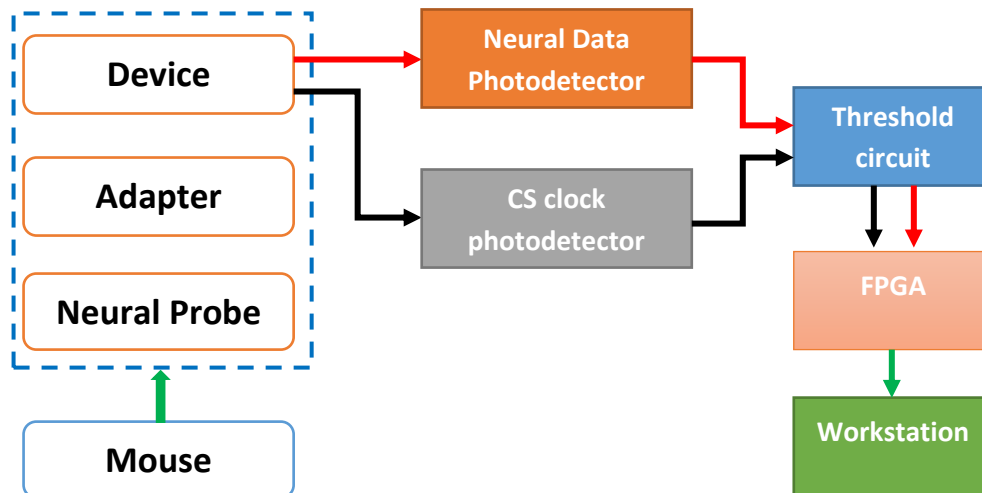 Device
Adapter
Neural Probe
Mouse
Neural Data
Photodetector
CS clock
photodetector
Threshold
circuit
FPGA
Workstation